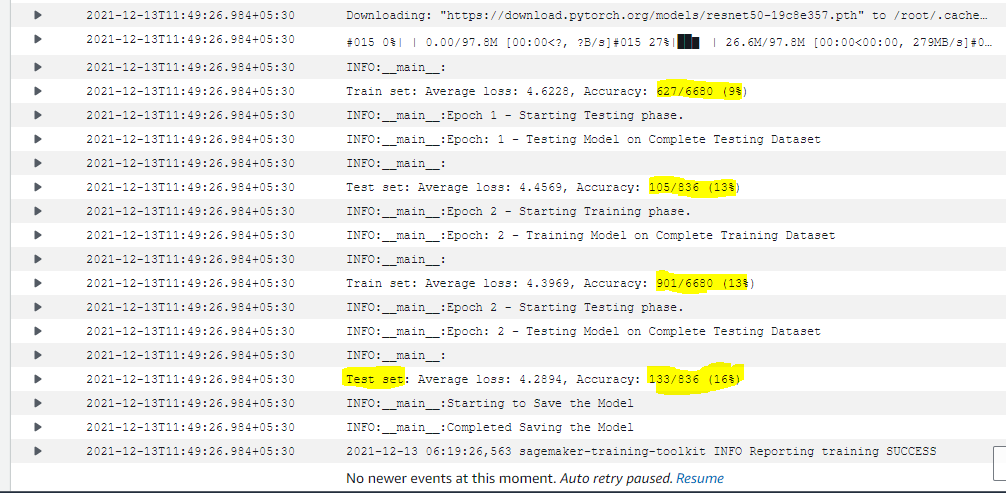 2021-12-13T11:49:26.984+05:30 Downloading: "https://download.pytorch.org/models/resnet50-19c8e357.pth" to /root/.cache…
2021-12-13T11:49:26.984+05:30 #015 0%| | 0.00/97.8M [00:00<?, ?B/s]#015 27%|██▋ | 26.6M/97.8M [00:00<00:00, 279MB/s]#0…
2021-12-13T11:49:26.984+05:30 INFO:__main__:
2021-12-13T11:49:26.984+05:30 Train set: Average loss: 4.6228, Accuracy: 627/6680 (9%)
2021-12-13T11:49:26.984+05:30 INFO:__main__:Epoch 1 - Starting Testing phase.
2021-12-13T11:49:26.984+05:30 INFO:__main__:Epoch: 1 - Testing Model on Complete Testing Dataset
2021-12-13T11:49:26.984+05:30 INFO:__main__:
2021-12-13T11:49:26.984+05:30 Test set: Average loss: 4.4569, Accuracy: 105/836 (13%)
2021-12-13T11:49:26.984+05:30 INFO:__main__:Epoch 2 - Starting Training phase.
2021-12-13T11:49:26.984+05:30 INFO:__main__:Epoch: 2 - Training Model on Complete Training Dataset
2021-12-13T11:49:26.984+05:30 INFO:__main__:
2021-12-13T11:49:26.984+05:30 Train set: Average loss: 4.3969, Accuracy: 901/6680 (13%)
2021-12-13T11:49:26.984+05:30 INFO:__main__:Epoch 2 - Starting Testing phase.
2021-12-13T11:49:26.984+05:30 INFO:__main__:Epoch: 2 - Testing Model on Complete Testing Dataset
2021-12-13T11:49:26.984+05:30 INFO:__main__:
2021-12-13T11:49:26.984+05:30 Test set: Average loss: 4.2894, Accuracy: 133/836 (16%)
2021-12-13T11:49:26.984+05:30 INFO:__main__:Starting to Save the Model
2021-12-13T11:49:26.984+05:30 INFO:__main__:Completed Saving the Model
2021-12-13T11:49:26.984+05:30 2021-12-13 06:19:26,563 sagemaker-training-toolkit INFO Reporting training SUCCESS
No newer events at this moment. Auto retry paused. Resume